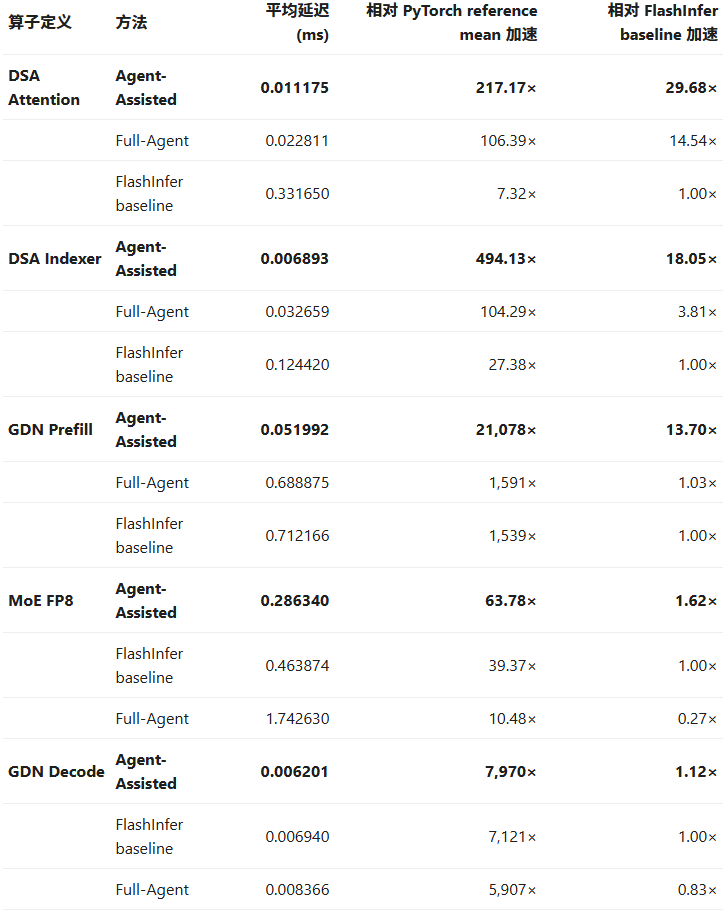 算子定义 方法 平均延迟 相对 PyTorch reference 相对 FlashInfer
(ms) mean 加速 baseline 加速
DSA Agent- 0.011175 217.17× 29.68×
Attention Assisted
Full-Agent 0.022811 106.39× 14.54×
FlashInfer 0.331650 7.32× 1.00×
baseline
DSA Indexer Agent- 0.006893 494.13× 18.05×
Assisted
Full-Agent 0.032659 104.29× 3.81×
FlashInfer 0.124420 27.38× 1.00×
baseline
GDN Prefill Agent- 0.051992 21,078× 13.70×
Assisted
Full-Agent 0.688875 1,591× 1.03×
FlashInfer 0.712166 1,539× 1.00×
baseline
MoE FP8 Agent- 0.286340 63.78× 1.62×
Assisted
FlashInfer 0.463874 39.37× 1.00×
baseline
Full-Agent 1.742630 10.48× 0.27×
GDN Decode Agent- 0.006201 7,970× 1.12×
Assisted
FlashInfer 0.006940 7,121× 1.00×
baseline
Full-Agent 0.008366 5,907× 0.83×